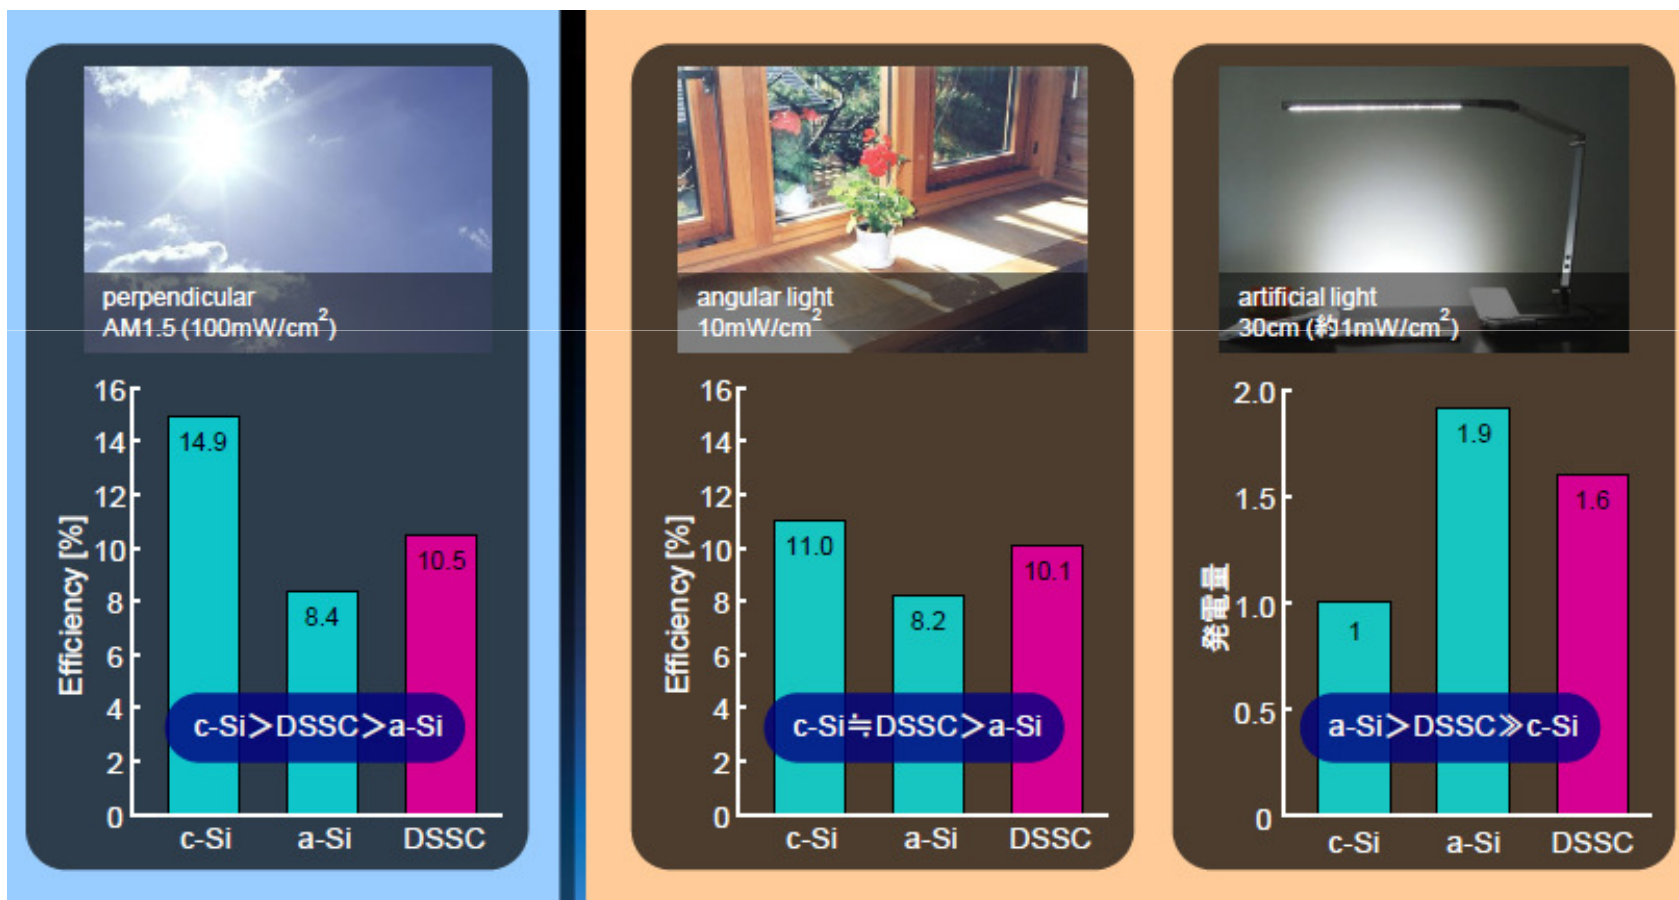 perpendicular
AM1.5 (100mW/cm²)
Efficiency [%]
16
14
12
10
8
6
4
2
0
14.9
8.4
10.5
c-Si＞DSSC＞a-Si
c-Si
a-Si
DSSC
angular light
10mW/cm²
Efficiency [%]
16
14
12
10
8
6
4
2
0
11.0
8.2
10.1
c-Si≒DSSC＞a-Si
c-Si
a-Si
DSSC
artificial light
30cm (約1mW/cm²)
発電量
2.0
1.5
1.0
0.5
0
1
1.9
1.6
a-Si＞DSSC≫c-Si
c-Si
a-Si
DSSC